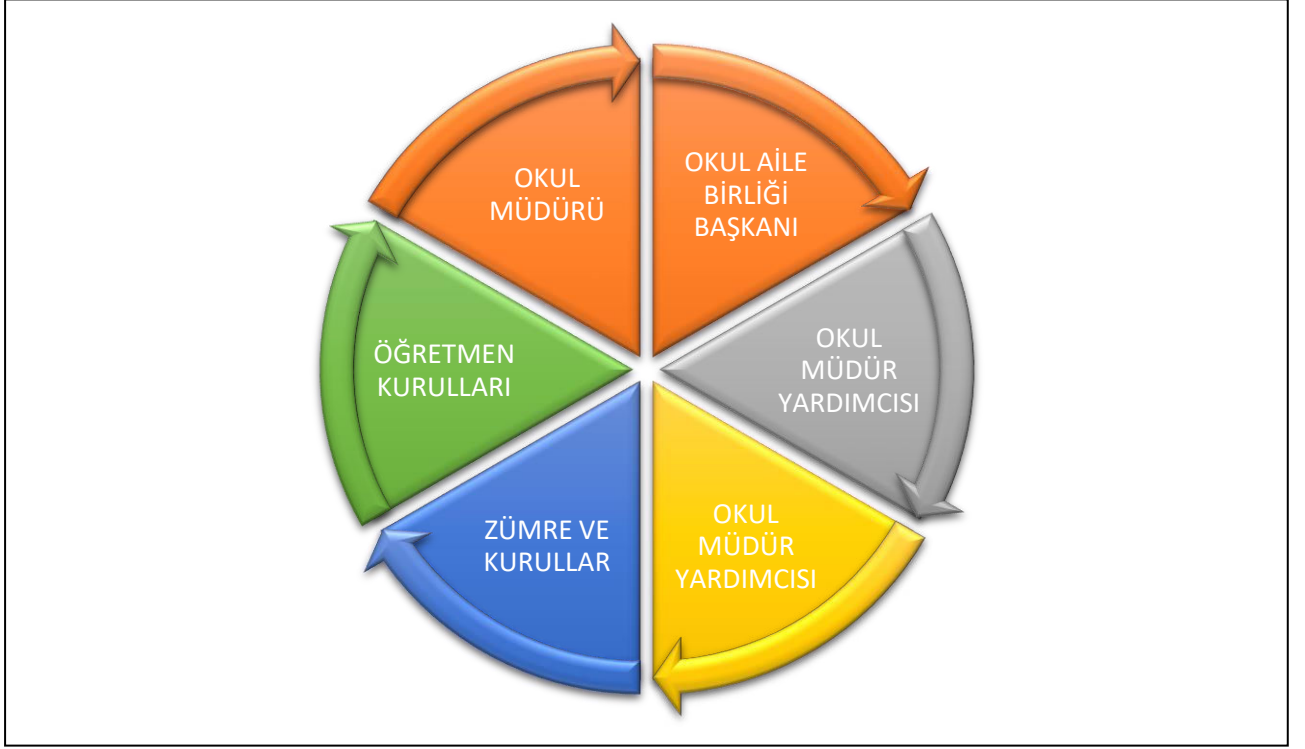 OKUL
MÜDÜRÜ
OKUL AİLE
BİRLİĞİ
BAŞKANI
OKUL
MÜDÜR
YARDIMCISI
OKUL
MÜDÜR
YARDIMCISI
ZÜMRE VE
KURULLAR
ÖĞRETMEN
KURULLARI